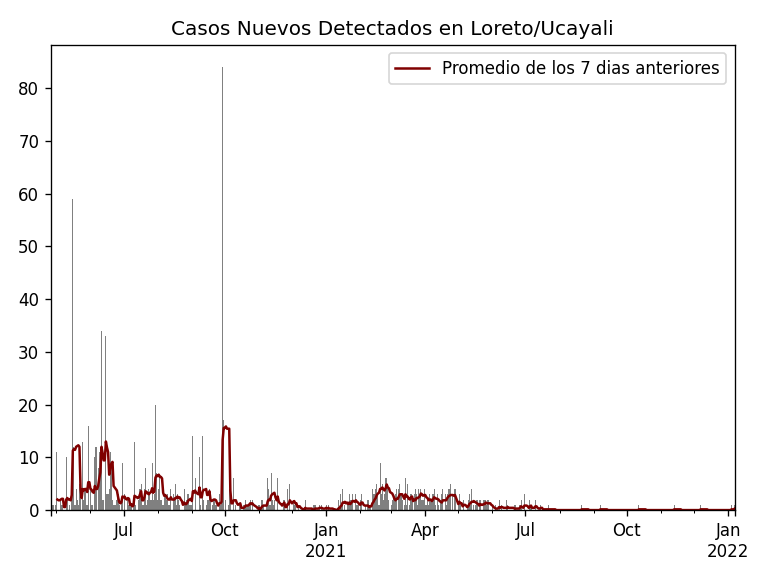 Casos Nuevos Detectados en Loreto/Ucayali
Promedio de los 7 dias anteriores
80
70
60
50
40
30
20
10
0
Jul
Oct
Jan
2021
Apr
Jul
Oct
Jan
2022